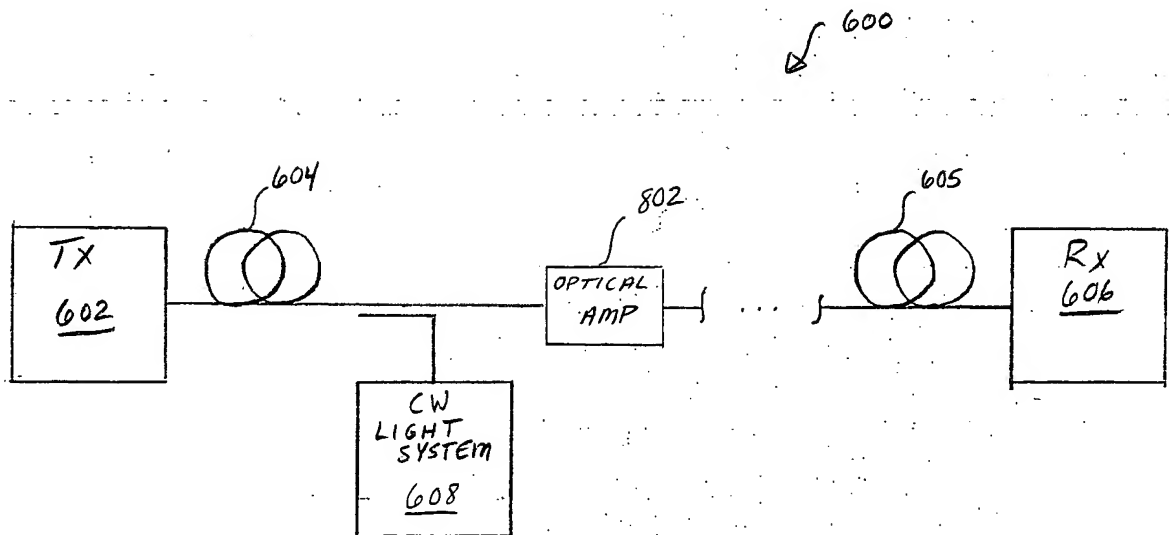 600
604
802
605
TX
602
OPTICAL
AMP
...
Rx
606
CW
LIGHT
SYSTEM
608